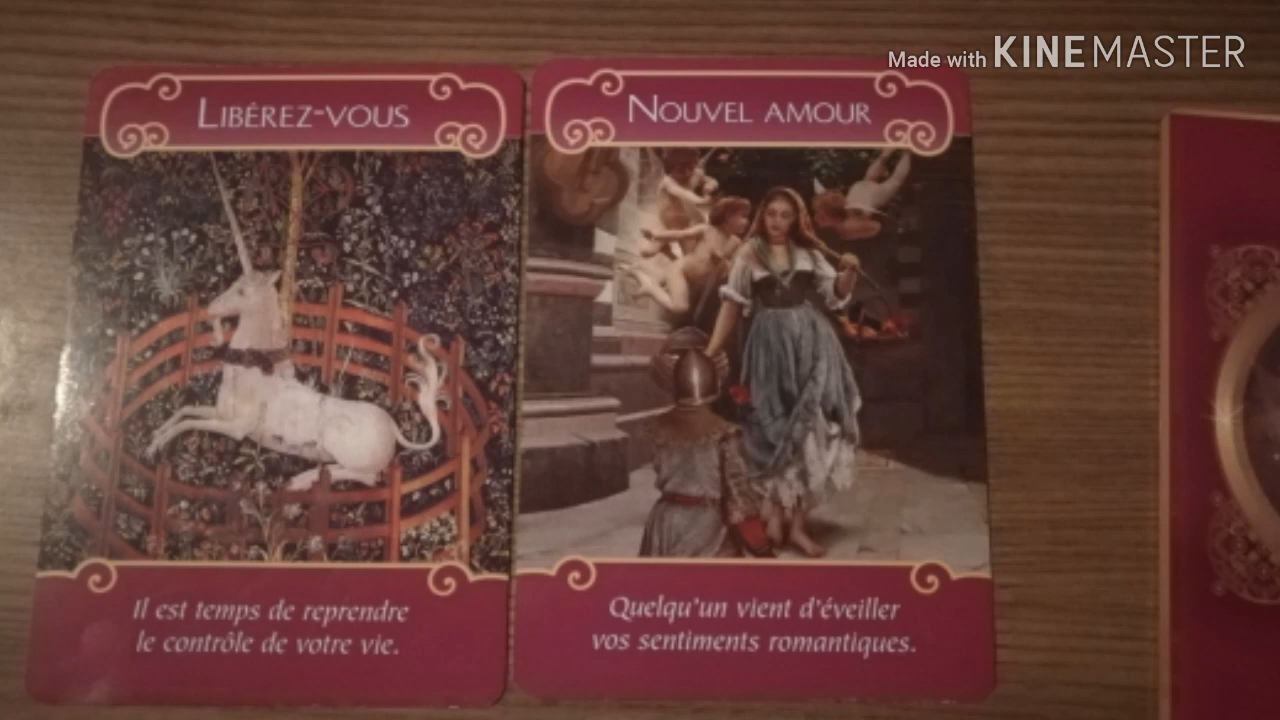 Made with KINEMASTER
LIBÉREZ-VOUS
NOUVEL AMOUR
Il est temps de reprendre
le contrôle de votre vie.
Quelqu'un vient d'éveiller
vos sentiments romantiques.